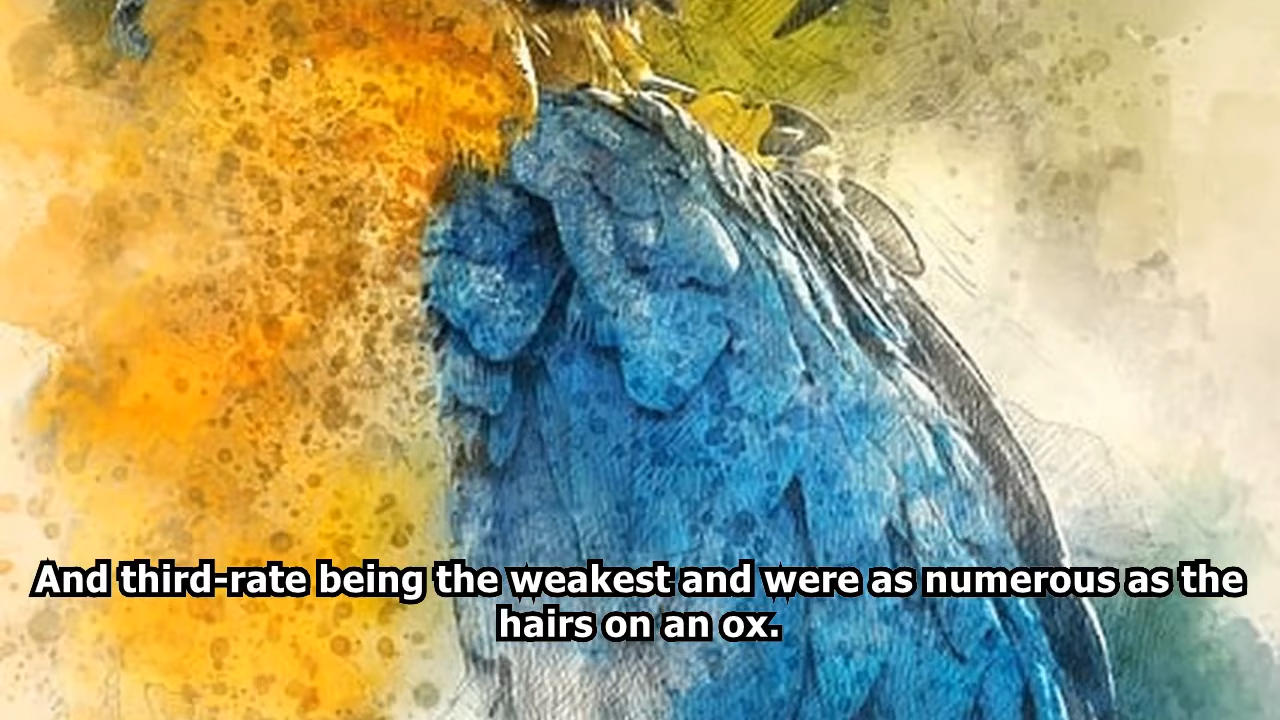 And third-rate being the weakest and were as numerous as the
hairs on an ox.